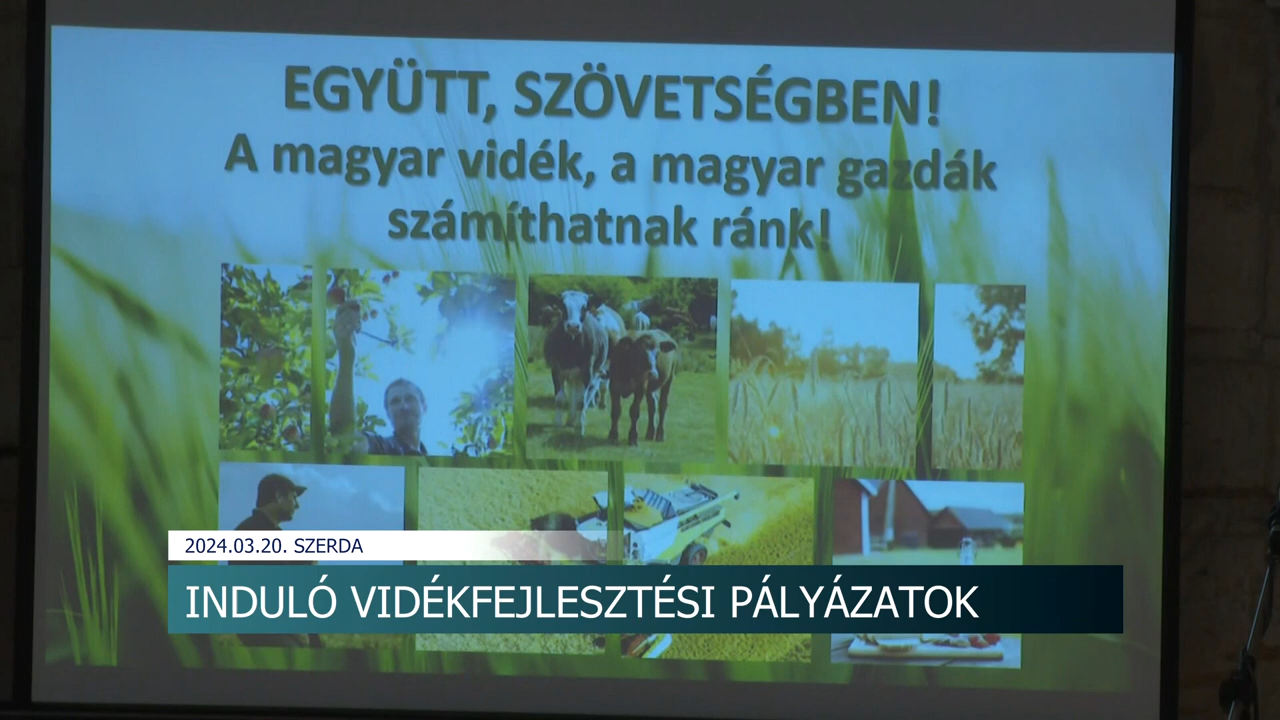 EGYÜTT, SZÖVETSÉGBEN!
A magyar vidék, a magyar gazdák
számíthatnak ránk!
2024.03.20. SZERDA
INDULÓ VIDÉKFEJLESZTÉSI PÁLYÁZATOK